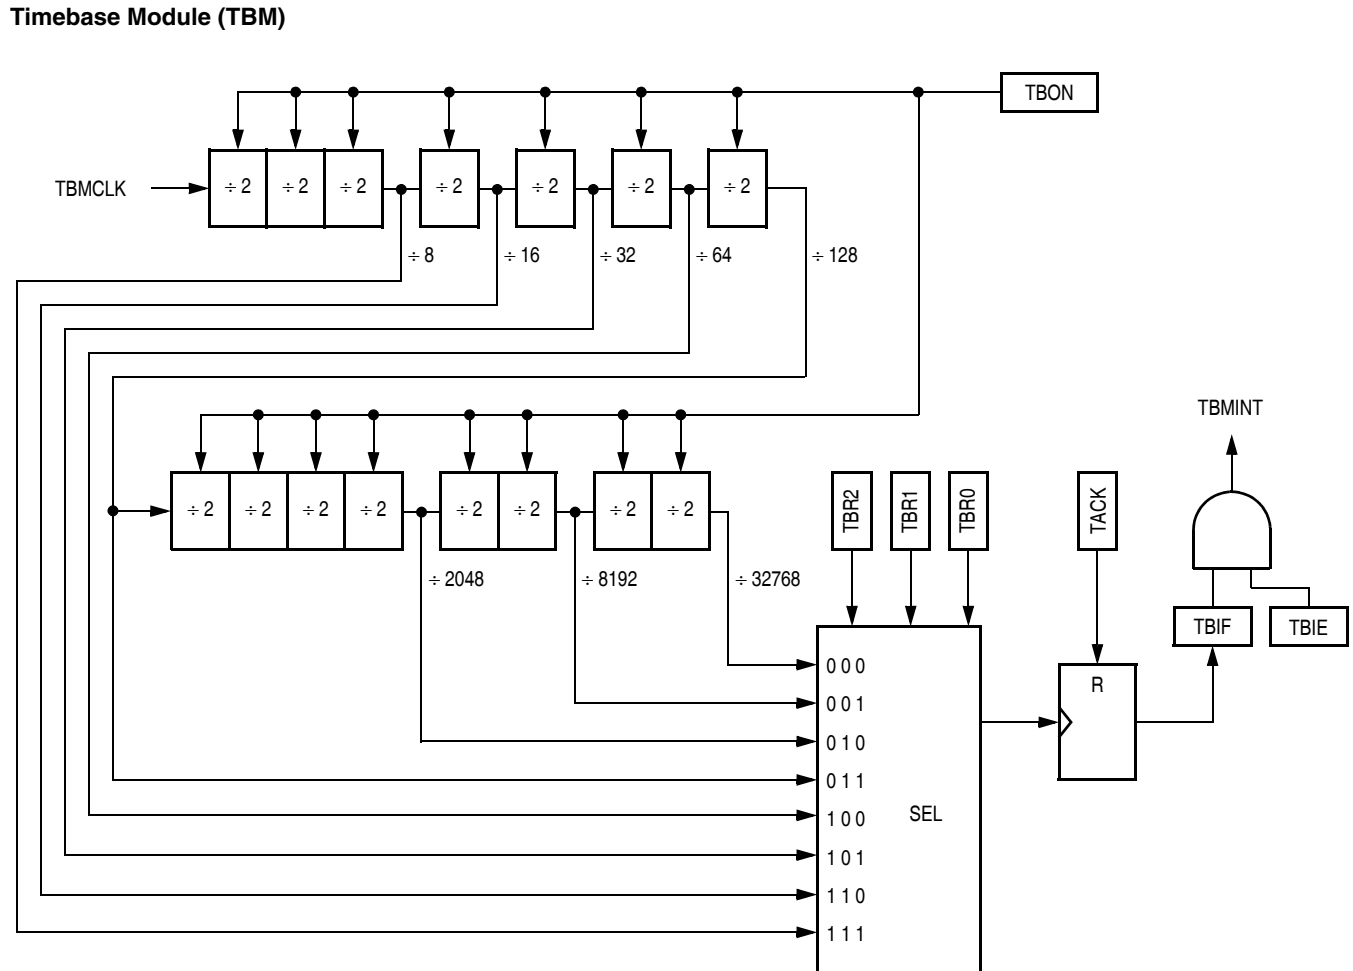 Timebase Module (TBM)
TBON
TBMCLK
÷ 2 ÷ 2 ÷ 2 ÷ 2 ÷ 2 ÷ 2 ÷ 2
÷ 8 ÷ 16 ÷ 32 ÷ 64 ÷ 128
TBMINT
÷ 2 ÷ 2 ÷ 2 ÷ 2 ÷ 2 ÷ 2 ÷ 2 ÷ 2
TBR2
TBR1
TBR0
TACK
÷ 2048 ÷ 8192 ÷ 32768
TBIF
TBIE
0 0 0
R
0 0 1
0 1 0
0 1 1
1 0 0
SEL
1 0 1
1 1 0
1 1 1